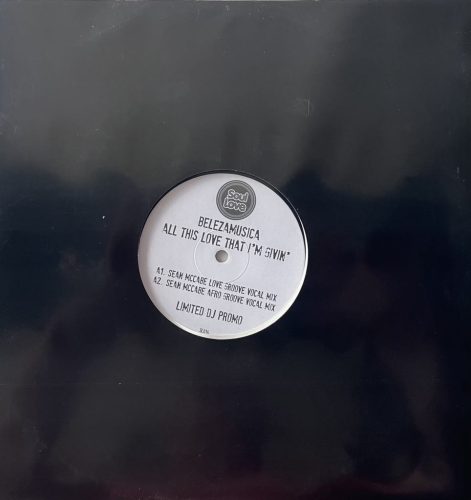 Soul
Love
BELEZAMUSICA
ALL THIS LOVE THAT I'M GIVIN'
A1. SEAN MCCABE LOVE GROOVE VOCAL MIX
A2. SEAN MCCABE AFRO GROOVE VOCAL MIX
LIMITED DJ PROMO